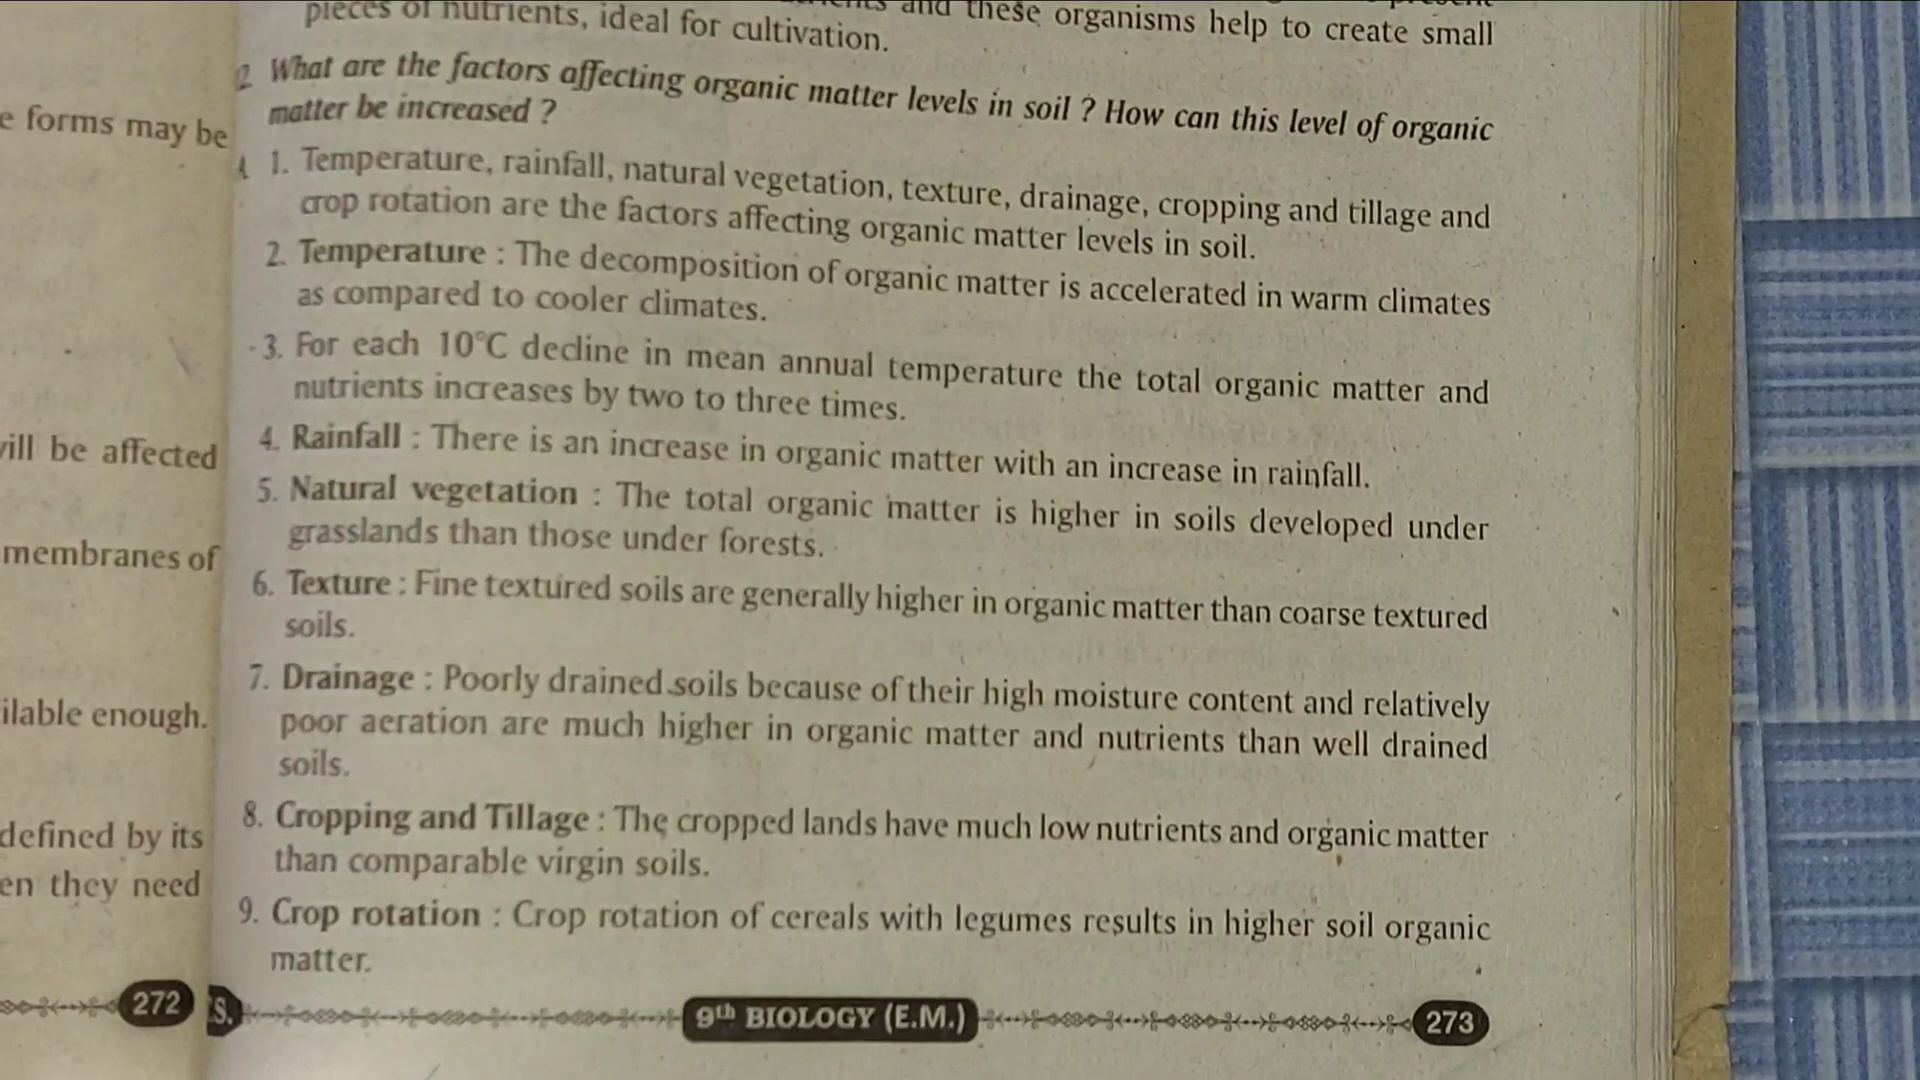 e forms may be
will be affected
membranes of
ilable enough.
defined by its
en they need
272
and these organisms help to create small
pieces of nutrients, ideal for cultivation.
2. What are the factors affecting organic matter levels in soil ? How can this level of organic
matter be increased ?
1. Temperature, rainfall, natural vegetation, texture, drainage, cropping and tillage and
crop rotation are the factors affecting organic matter levels in soil.
2. Temperature : The decomposition of organic matter is accelerated in warm climates
as compared to cooler climates.
3. For each 10°C decline in mean annual temperature the total organic matter and
nutrients increases by two to three times.
4. Rainfall : There is an increase in organic matter with an increase in rainfall.
5. Natural vegetation : The total organic matter is higher in soils developed under
grasslands than those under forests.
6. Texture : Fine textured soils are generally higher in organic matter than coarse textured
soils.
7. Drainage : Poorly drained soils because of their high moisture content and relatively
poor aeration are much higher in organic matter and nutrients than well drained
soils.
8. Cropping and Tillage : The cropped lands have much low nutrients and organic matter
than comparable virgin soils.
9. Crop rotation : Crop rotation of cereals with legumes results in higher soil organic
matter.
S. 9th BIOLOGY (E.M.) 273